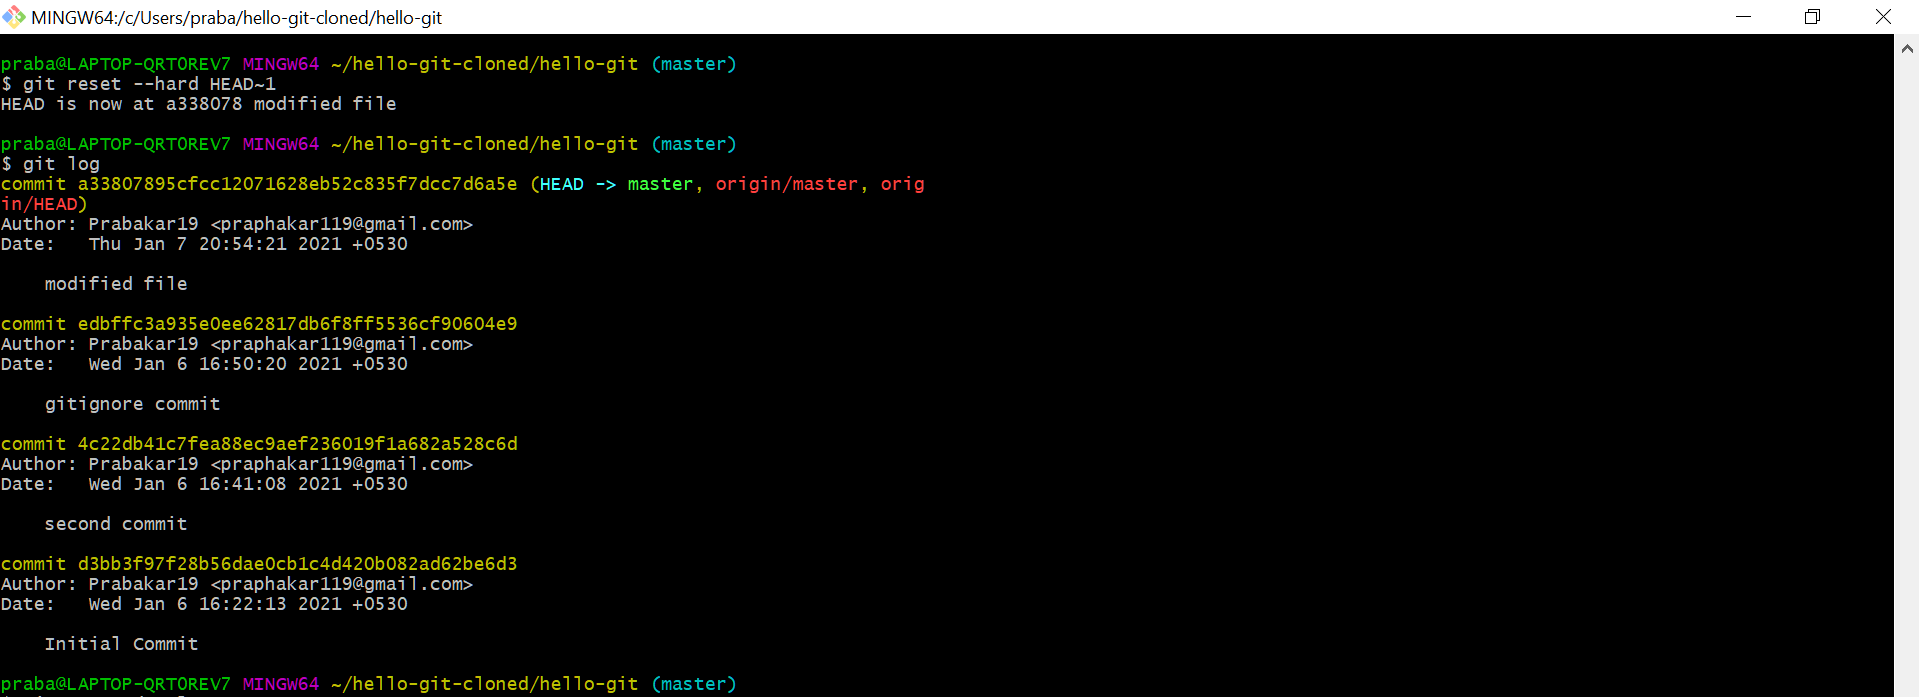 MINGW64:/c/Users/praba/hello-git-cloned/hello-git
praba@LAPTOP-QRT0REV7 MINGW64 ~/hello-git-cloned/hello-git (master)
$ git reset --hard HEAD~1
HEAD is now at a338078 modified file
praba@LAPTOP-QRT0REV7 MINGW64 ~/hello-git-cloned/hello-git (master)
$ git log
commit a33807895cfcc12071628eb52c835f7dcc7d6a5e (HEAD -> master, origin/master, orig
in/HEAD)
Author: Prabakar19 <praphakar119@gmail.com>
Date:   Thu Jan 7 20:54:21 2021 +0530
    modified file
commit edbffc3a935e0ee62817db6f8ff5536cf90604e9
Author: Prabakar19 <praphakar119@gmail.com>
Date:   Wed Jan 6 16:50:20 2021 +0530
    gitignore commit
commit 4c22db41c7fea88ec9aef236019f1a682a528c6d
Author: Prabakar19 <praphakar119@gmail.com>
Date:   Wed Jan 6 16:41:08 2021 +0530
    second commit
commit d3bb3f97f28b56dae0cb1c4d420b082ad62be6d3
Author: Prabakar19 <praphakar119@gmail.com>
Date:   Wed Jan 6 16:22:13 2021 +0530
    Initial Commit
praba@LAPTOP-QRT0REV7 MINGW64 ~/hello-git-cloned/hello-git (master)